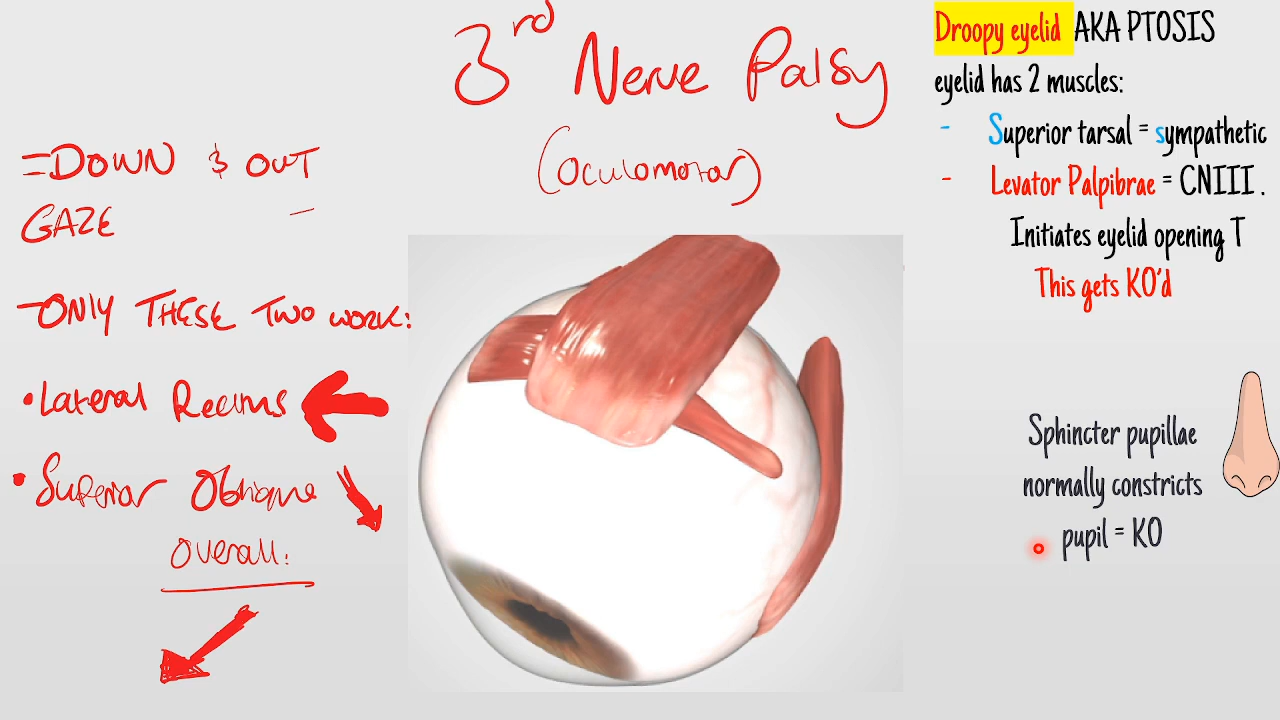 3rd Nerve Palsy
(oculomotor)
=DOWN & OUT
GAZE
-ONLY THESE TWO WORK:
• Lateral Rectus
• Superior Oblique
Overall:
Droopy eyelid AKA PTOSIS
eyelid has 2 muscles:
- Superior tarsal = sympathetic
- Levator Palpibrae = CNIII .
Initiates eyelid opening T
This gets KO'd
Sphincter pupillae
normally constricts
pupil = KO